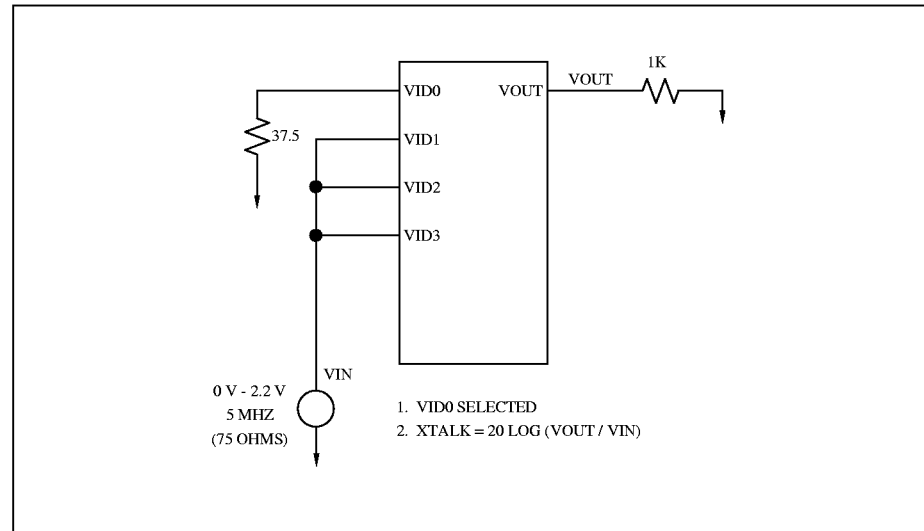 1K
VID0
VOUT
VOUT
37.5
VID1
VID2
VID3
VIN
0 V - 2.2 V
5 MHZ
(75 OHMS)
1. VID0 SELECTED
2. XTALK = 20 LOG (VOUT / VIN)